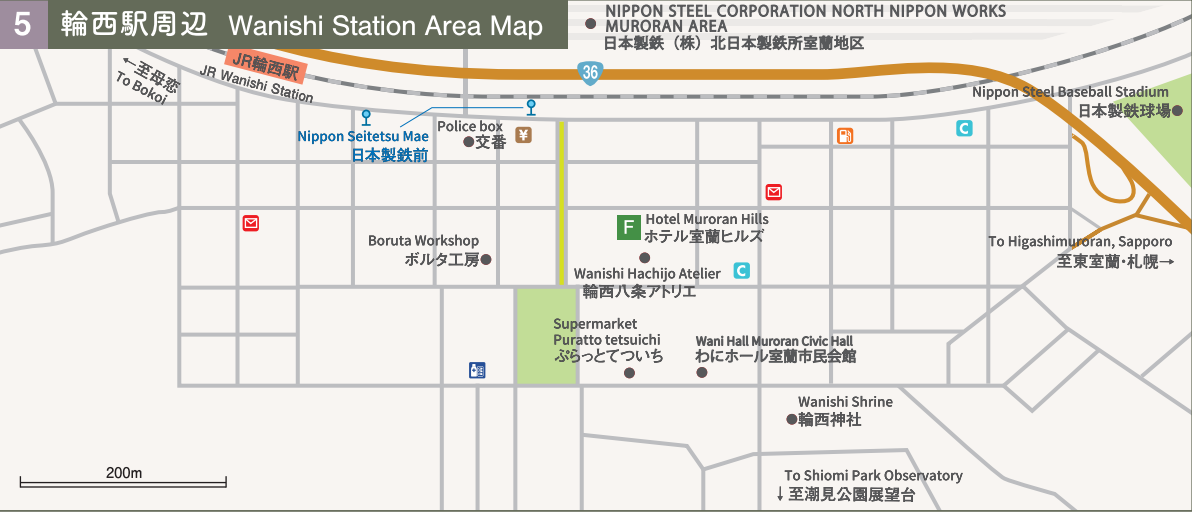 5 輪西駅周辺 Wanishi Station Area Map
NIPPON STEEL CORPORATION NORTH NIPPON WORKS
MURORAN AREA
日本製鉄（株）北日本製鉄所室蘭地区
←至母恋
To Bokoi
JR輪西駅
JR Wanishi Station
36
Nippon Steel Baseball Stadium
日本製鉄球場
Nippon Seitetsu Mae
日本製鉄前
Police box
交番
¥
C
F
Hotel Muroran Hills
ホテル室蘭ヒルズ
Boruta Workshop
ボルタ工房
To Higashimuroran, Sapporo
至東室蘭・札幌→
Wanishi Hachijo Atelier
輪西八条アトリエ
C
Supermarket
Puratto tetsuichi
ぷらっとてついち
Wani Hall Muroran Civic Hall
わにホール室蘭市民会館
Wanishi Shrine
輪西神社
200m
To Shiomi Park Observatory
↓至潮見公園展望台